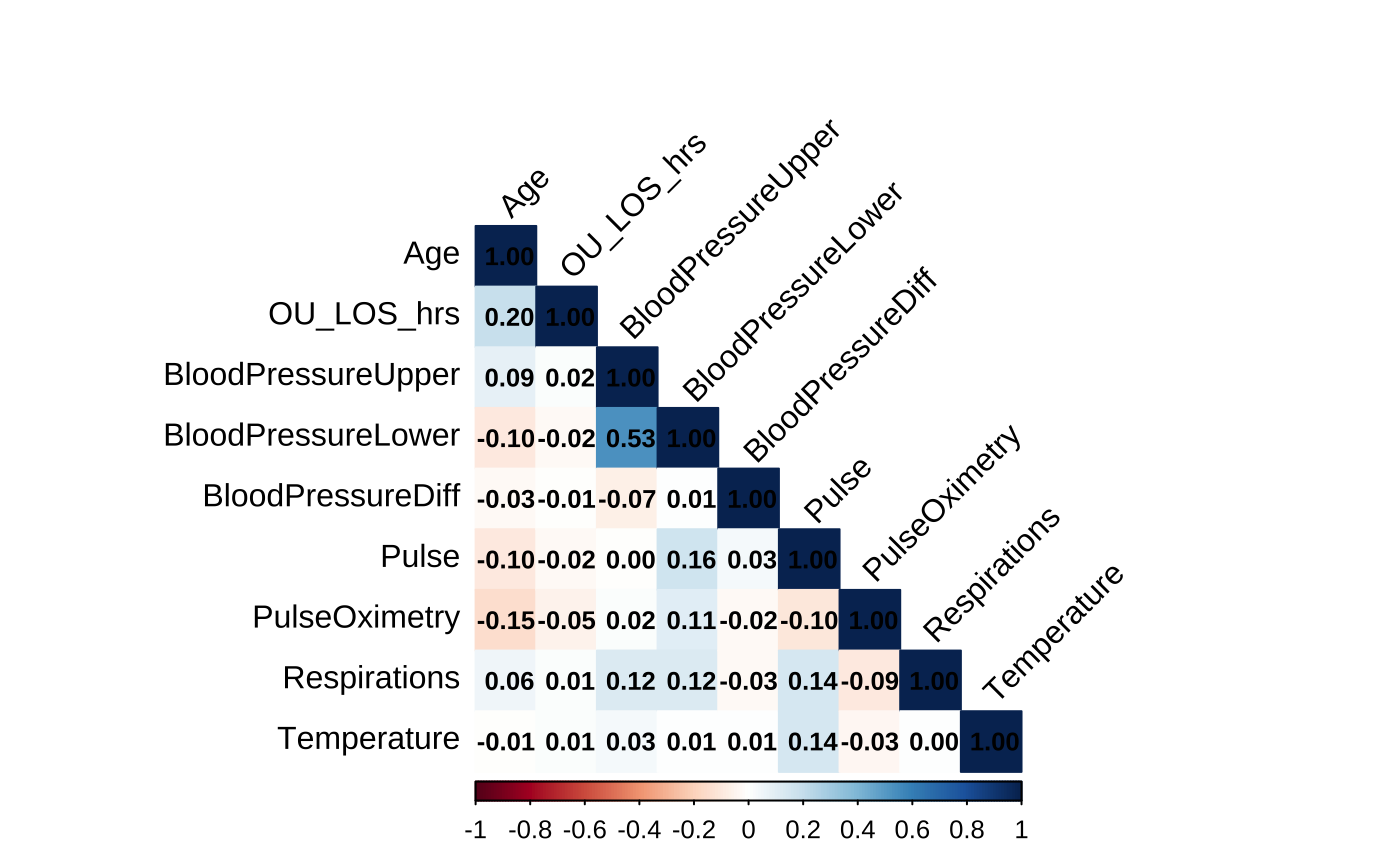 Age
OU_LOS_hrs
BloodPressureUpper
BloodPressureLower
BloodPressureDiff
Pulse
PulseOximetry
Respirations
Temperature
Age 1.00
OU_LOS_hrs 0.20 1.00
BloodPressureUpper 0.09 0.02 1.00
BloodPressureLower -0.10 -0.02 0.53 1.00
BloodPressureDiff -0.03 -0.01 -0.07 0.01 1.00
Pulse -0.10 -0.02 0.00 0.16 0.03 1.00
PulseOximetry -0.15 -0.05 0.02 0.11 -0.02 -0.10 1.00
Respirations 0.06 0.01 0.12 0.12 -0.03 0.14 -0.09 1.00
Temperature -0.01 0.01 0.03 0.01 0.01 0.14 -0.03 0.00 1.00
-1 -0.8 -0.6 -0.4 -0.2 0 0.2 0.4 0.6 0.8 1